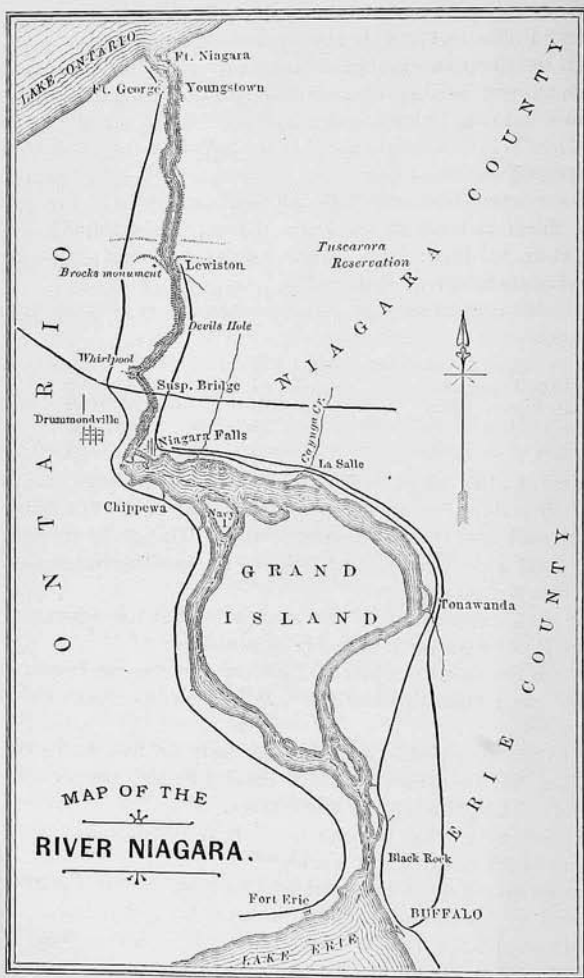 LAKE ONTARIO
Ft. Niagara
Ft. George.
Youngstown
NIAGARA COUNTY
Tuscarora
Reservation
Brocks monument
Lewiston
ONTARIO
Devils Hole
Whirlpool
Susp. Bridge
Drummondville
Niagara Falls
Cayuga Cr.
La Salle
Chippewa
Navy
I.
GRAND
ISLAND
Tonawanda
ERIE COUNTY
MAP OF THE
RIVER NIAGARA.
Black Rock
Fort Erie
BUFFALO
LAKE ERIE